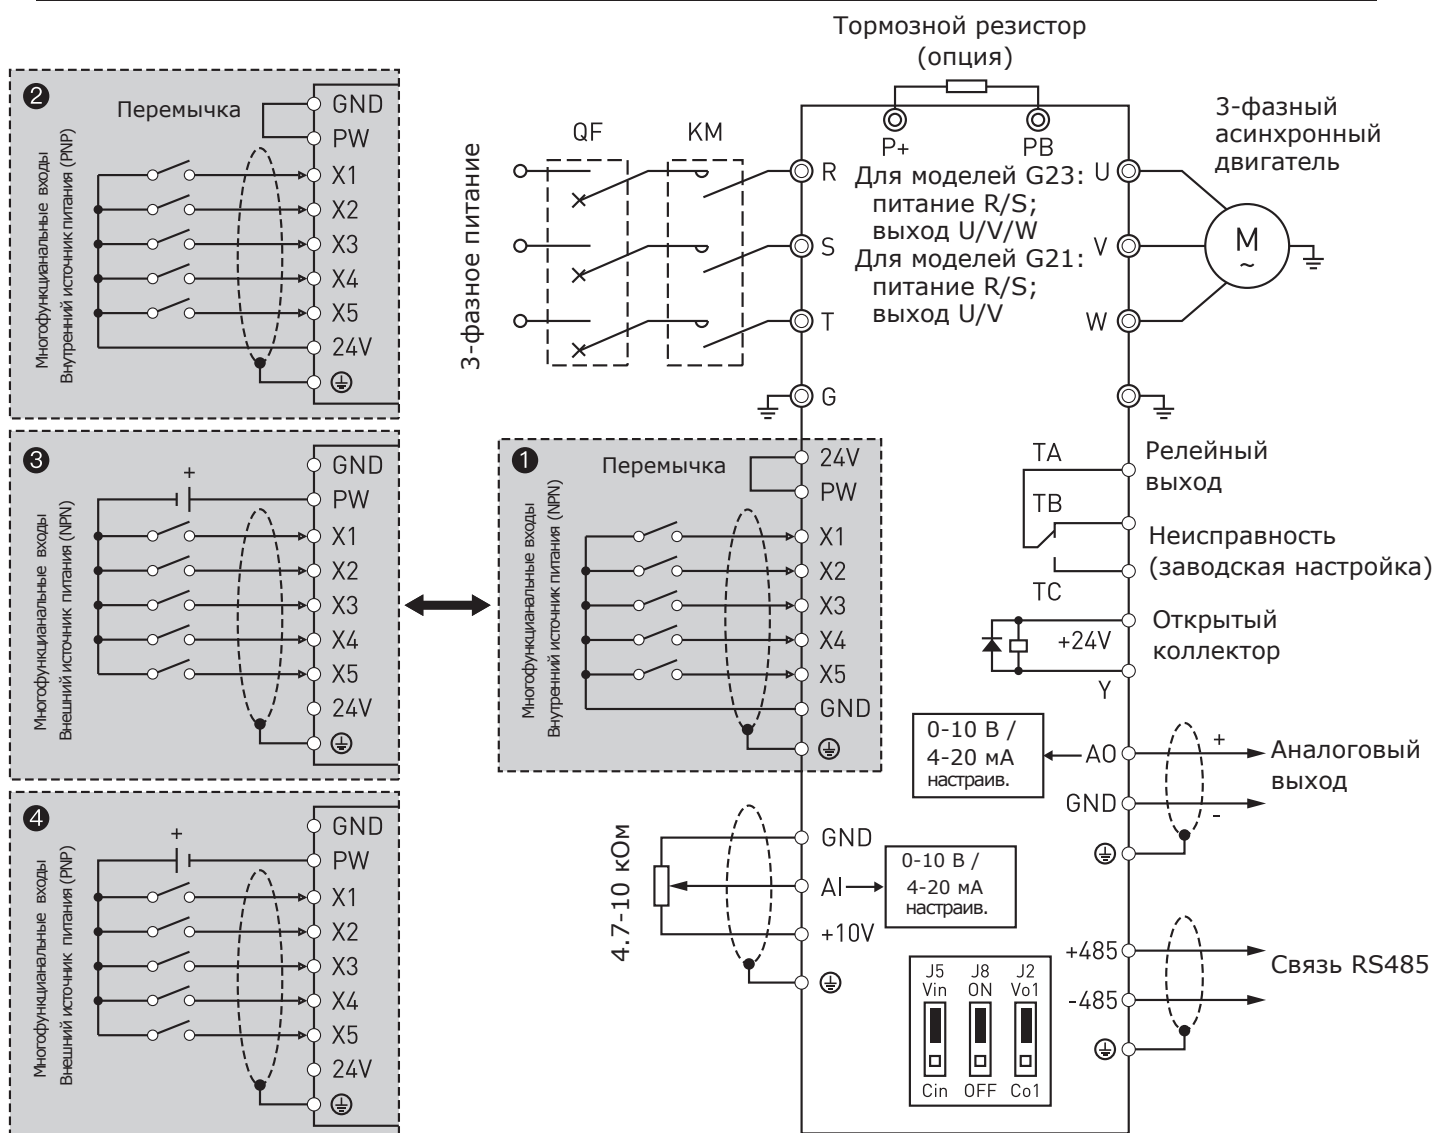 Тормозной резистор
(опция)
P+
PB
3-фазный
асинхронный
двигатель
QF
KM
3-фазное питание
R
S
T
G
Для моделей G23:
питание R/S;
выход U/V/W
Для моделей G21:
питание R/S;
выход U/V
U
V
W
M
~
2
Перемычка
Многофункцианальные входы
Внутренний источник питания (PNP)
GND
PW
X1
X2
X3
X4
X5
24V
3
+
Многофункцианальные входы
Внешний источник питания (NPN)
GND
PW
X1
X2
X3
X4
X5
24V
4
+
Многофункцианальные входы
Внешний источник питания (PNP)
GND
PW
X1
X2
X3
X4
X5
24V
1
Перемычка
Многофункцианальные входы
Внутренний источник питания (NPN)
24V
PW
X1
X2
X3
X4
X5
GND
4.7-10 кОм
GND
AI
+10V
0-10 В /
4-20 мА
настраив.
TA
TB
TC
Релейный
выход
Неисправность
(заводская настройка)
+24V
Y
Открытый
коллектор
0-10 В /
4-20 мА
настраив.
AO
GND
+
-
Аналоговый
выход
+485
-485
Связь RS485
J5 J8 J2
Vin ON Vo1
Cin OFF Co1